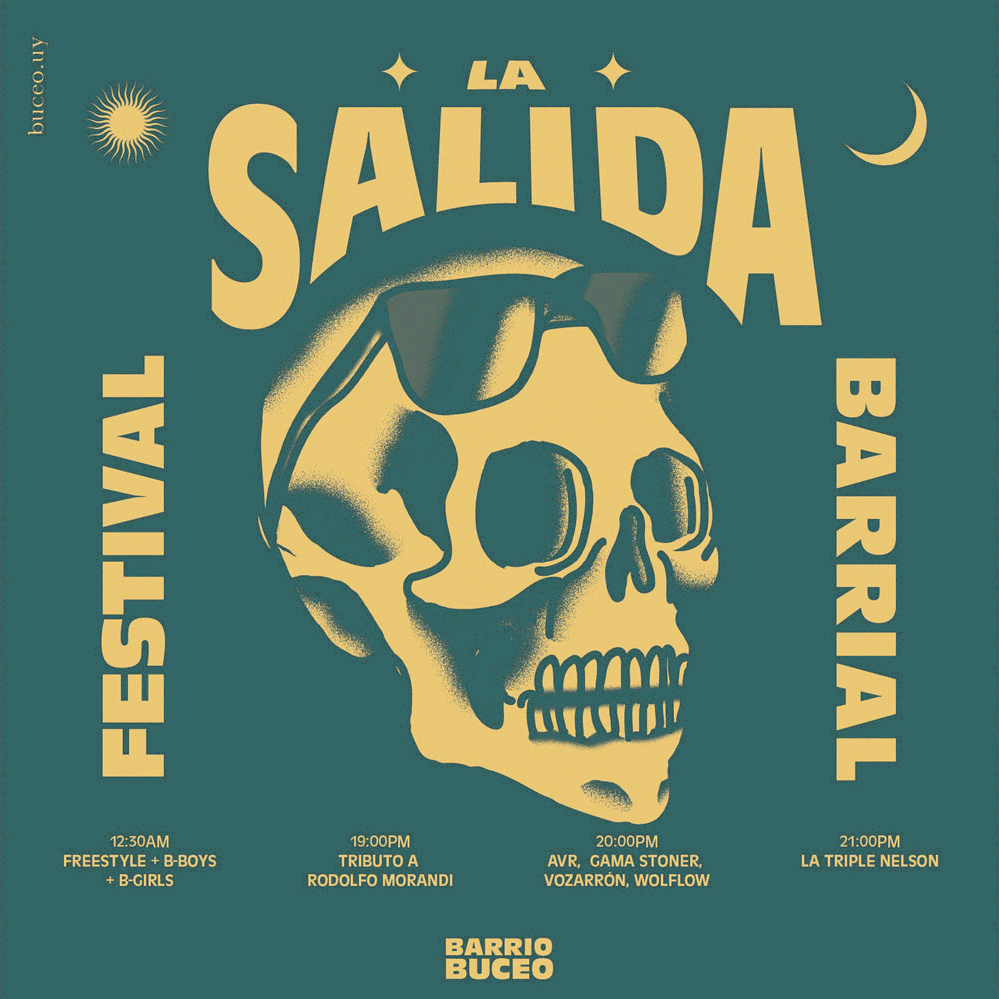 buceo.uy
LA
SALIDA
FESTIVAL
BARRIAL
12:30AM
FREESTYLE + B-BOYS
+ B-GIRLS
19:00PM
TRIBUTO A
RODOLFO MORANDI
20:00PM
AVR, GAMA STONER,
VOZARRÓN, WOLFLOW
21:00PM
LA TRIPLE NELSON
BARRIO
BUCEO